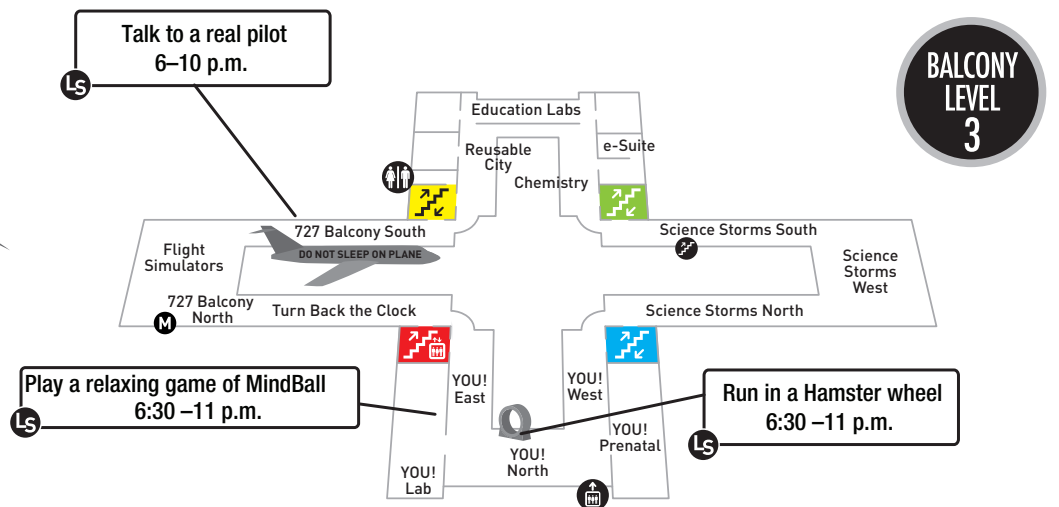 Talk to a real pilot
6–10 p.m.
LS
BALCONY
LEVEL
3
Education Labs
Reusable
City
e-Suite
Chemistry
727 Balcony South
Science Storms South
DO NOT SLEEP ON PLANE
Flight
Simulators
Science
Storms
West
727 Balcony
North
M
Turn Back the Clock
Science Storms North
Play a relaxing game of MindBall
6:30 –11 p.m.
LS
YOU!
East
YOU!
West
Run in a Hamster wheel
6:30 –11 p.m.
LS
YOU!
Prenatal
YOU!
North
YOU!
Lab